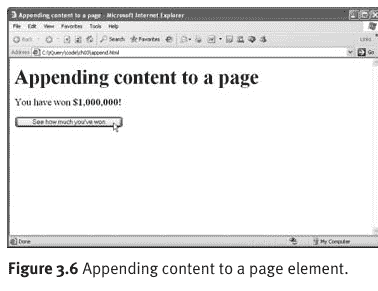 Appending content to a page - Microsoft Internet Explorer
File Edit View Favorites Tools Help
Back Search Favorites
Address C:\jQuery\code\ch03\append.html Go
Appending content to a page
You have won $1,000,000!
See how much you've won
Done My Computer
Figure 3.6 Appending content to a page element.